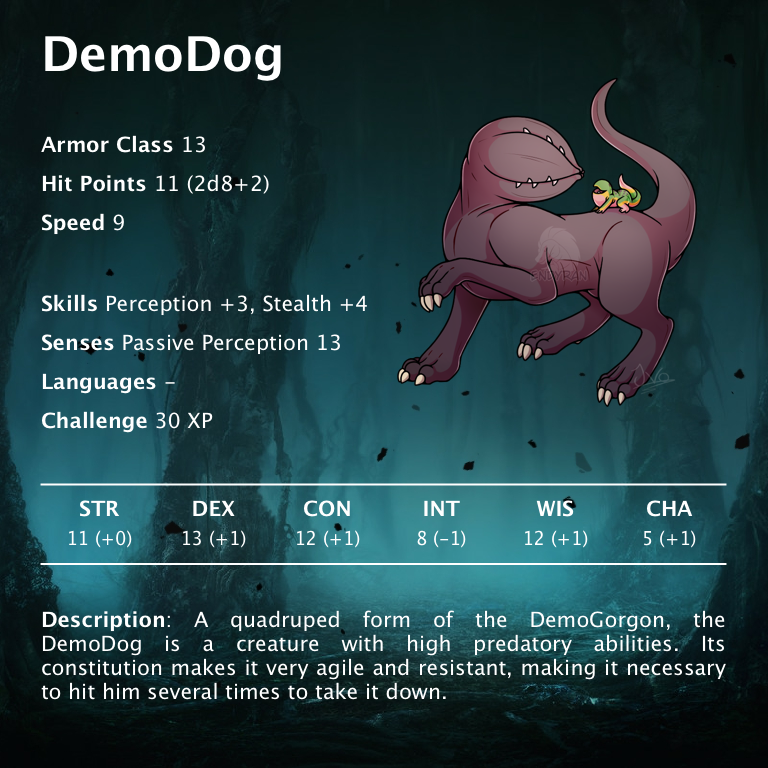 DemoDog
Armor Class 13
Hit Points 11 (2d8+2)
Speed 9
Skills Perception +3, Stealth +4
Senses Passive Perception 13
Languages –
Challenge 30 XP
STR DEX CON INT WIS CHA
11 (+0) 13 (+1) 12 (+1) 8 (–1) 12 (+1) 5 (+1)
Description: A quadruped form of the DemoGorgon, the
DemoDog is a creature with high predatory abilities. Its
constitution makes it very agile and resistant, making it necessary
to hit him several times to take it down.